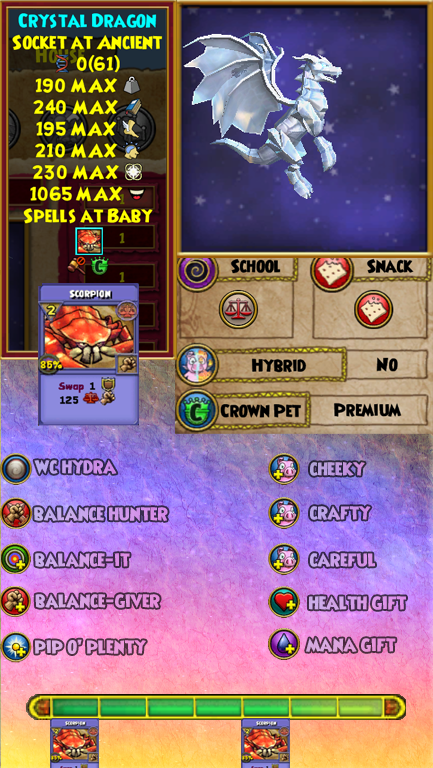 CRYSTAL DRAGON
SOCKET AT ANCIENT
0(61)
190 MAX
240 MAX
195 MAX
210 MAX
230 MAX
1065 MAX
SPELLS AT BABY
SCORPION
2
85%
Swap 1
125
SCHOOL
SNACK
HYBRID
NO
CROWN PET
PREMIUM
WC HYDRA
CHEEKY
BALANCE HUNTER
CRAFTY
BALANCE-IT
CAREFUL
BALANCE-GIVER
HEALTH GIFT
PIP O' PLENTY
MANA GIFT
SCORPION
SCORPION
85%
85%